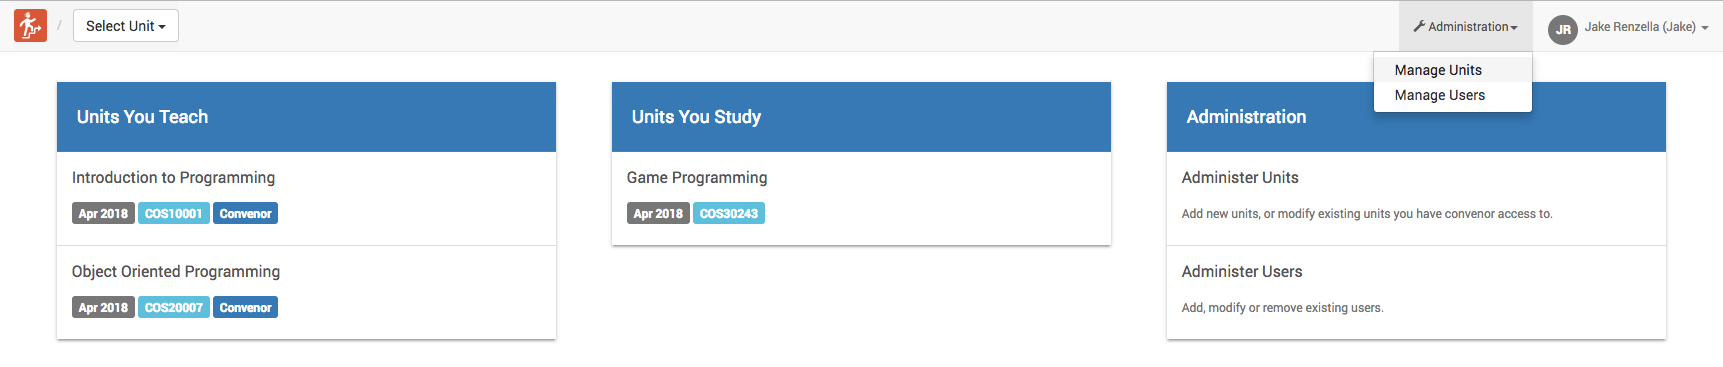 / Select Unit
Administration
JR Jake Renzella (Jake)
Manage Units
Manage Users
Units You Teach
Introduction to Programming
Apr 2018 COS10001 Convenor
Object Oriented Programming
Apr 2018 COS20007 Convenor
Units You Study
Game Programming
Apr 2018 COS30243
Administration
Administer Units
Add new units, or modify existing units you have convenor access to.
Administer Users
Add, modify or remove existing users.